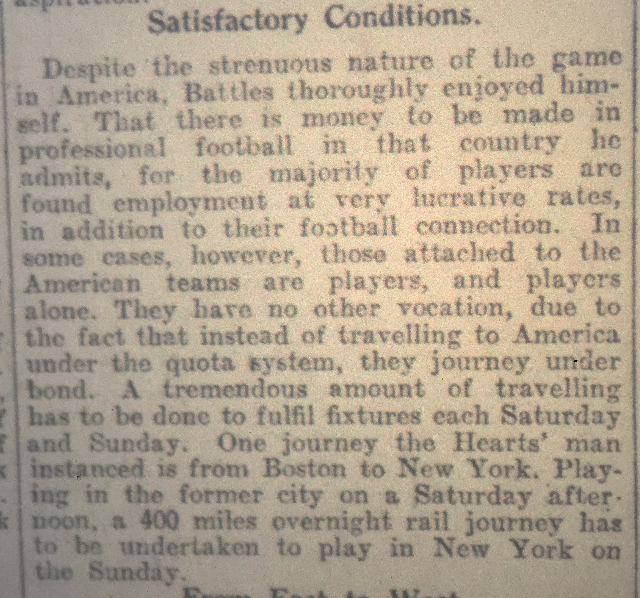 Satisfactory Conditions.
Despite the strenuous nature of the game
in America, Battles thoroughly enjoyed him-
self. That there is money to be made in
professional football in that country he
admits, for the majority of players are
found employment at very lucrative rates,
in addition to their football connection. In
some cases, however, those attached to the
American teams are players, and players
alone. They have no other vocation, due to
the fact that instead of travelling to America
under the quota system, they journey under
bond. A tremendous amount of travelling
has to be done to fulfil fixtures each Saturday
and Sunday. One journey the Hearts' man
instanced is from Boston to New York. Play-
ing in the former city on a Saturday after-
noon, a 400 miles overnight rail journey has
to be undertaken to play in New York on
the Sunday.
From East to West